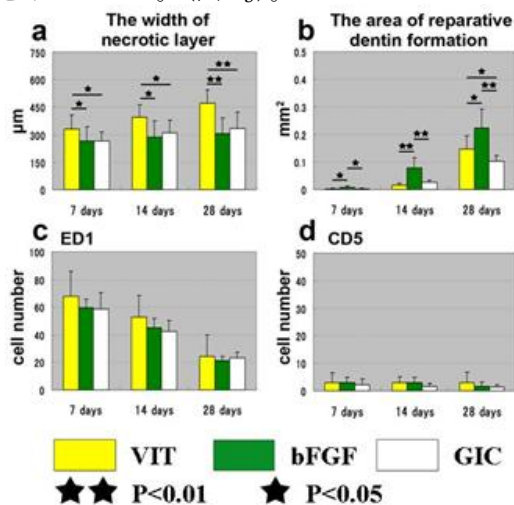 The width of
necrotic layer
The area of reparative
dentin formation
a
b
750
600
450
300
150
0
μm
7 days
14 days
28 days
0.5
0.4
0.3
0.2
0.1
0
mm²
7 days
14 days
28 days
c ED1
d CD5
100
80
60
40
20
0
cell number
7 days
14 days
28 days
100
80
60
40
20
0
cell number
7 days
14 days
28 days
VIT bFGF GIC
★★ P<0.01 ★ P<0.05